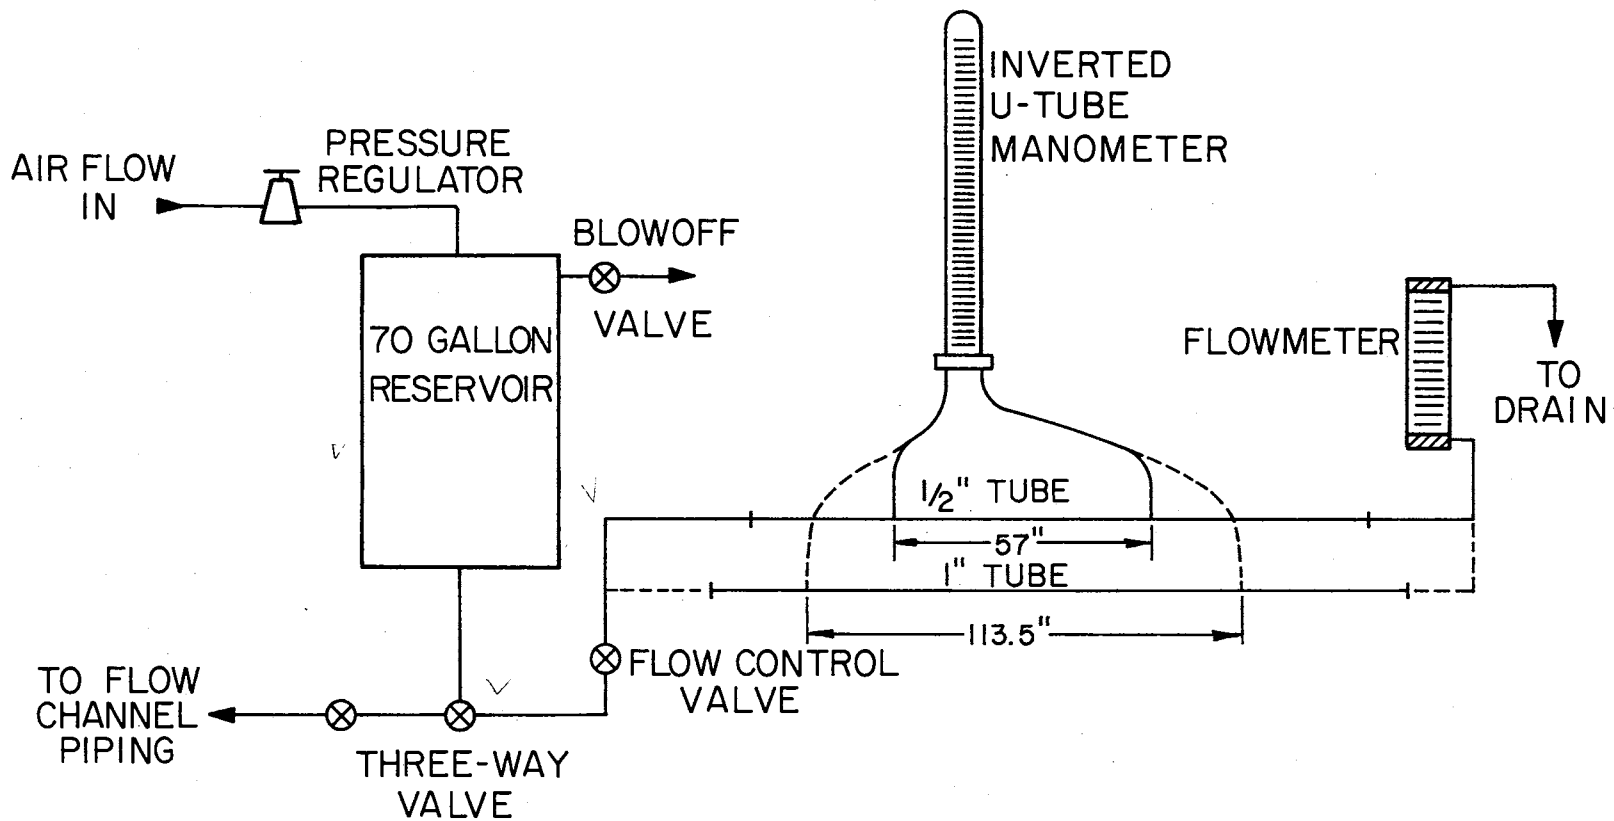 INVERTED
U-TUBE
MANOMETER
PRESSURE
REGULATOR
AIR FLOW
IN
BLOWOFF
VALVE
70 GALLON
RESERVOIR
FLOWMETER
TO
DRAIN
1/2" TUBE
57"
1" TUBE
113.5"
FLOW CONTROL
VALVE
TO FLOW
CHANNEL
PIPING
THREE-WAY
VALVE